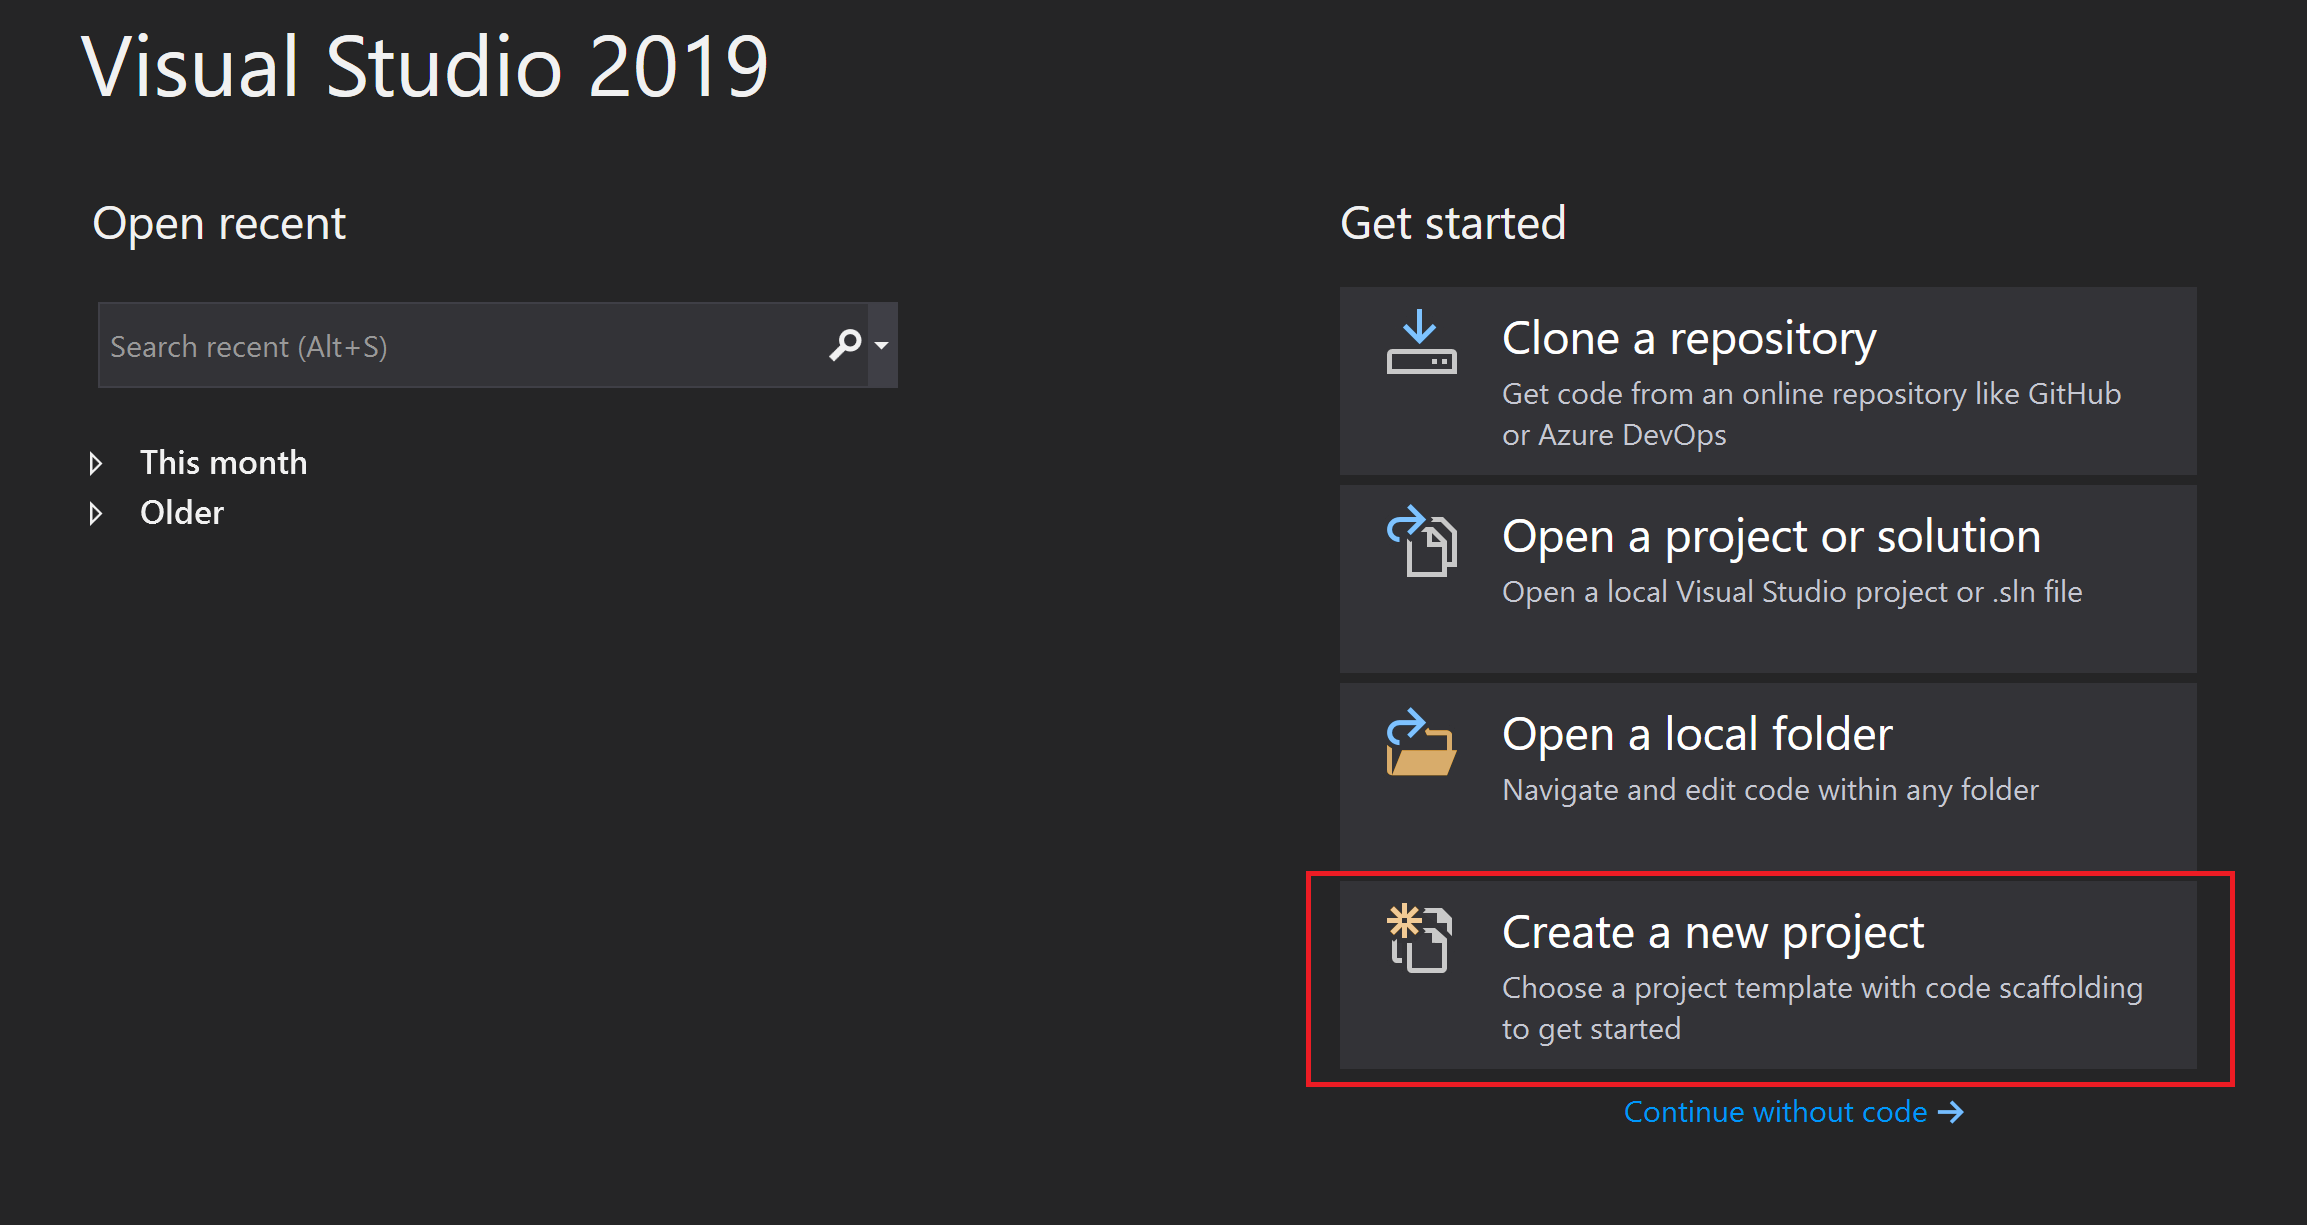 Visual Studio 2019
Open recent
Search recent (Alt+S)
This month
Older
Get started
Clone a repository
Get code from an online repository like GitHub
or Azure DevOps
Open a project or solution
Open a local Visual Studio project or .sln file
Open a local folder
Navigate and edit code within any folder
Create a new project
Choose a project template with code scaffolding
to get started
Continue without code